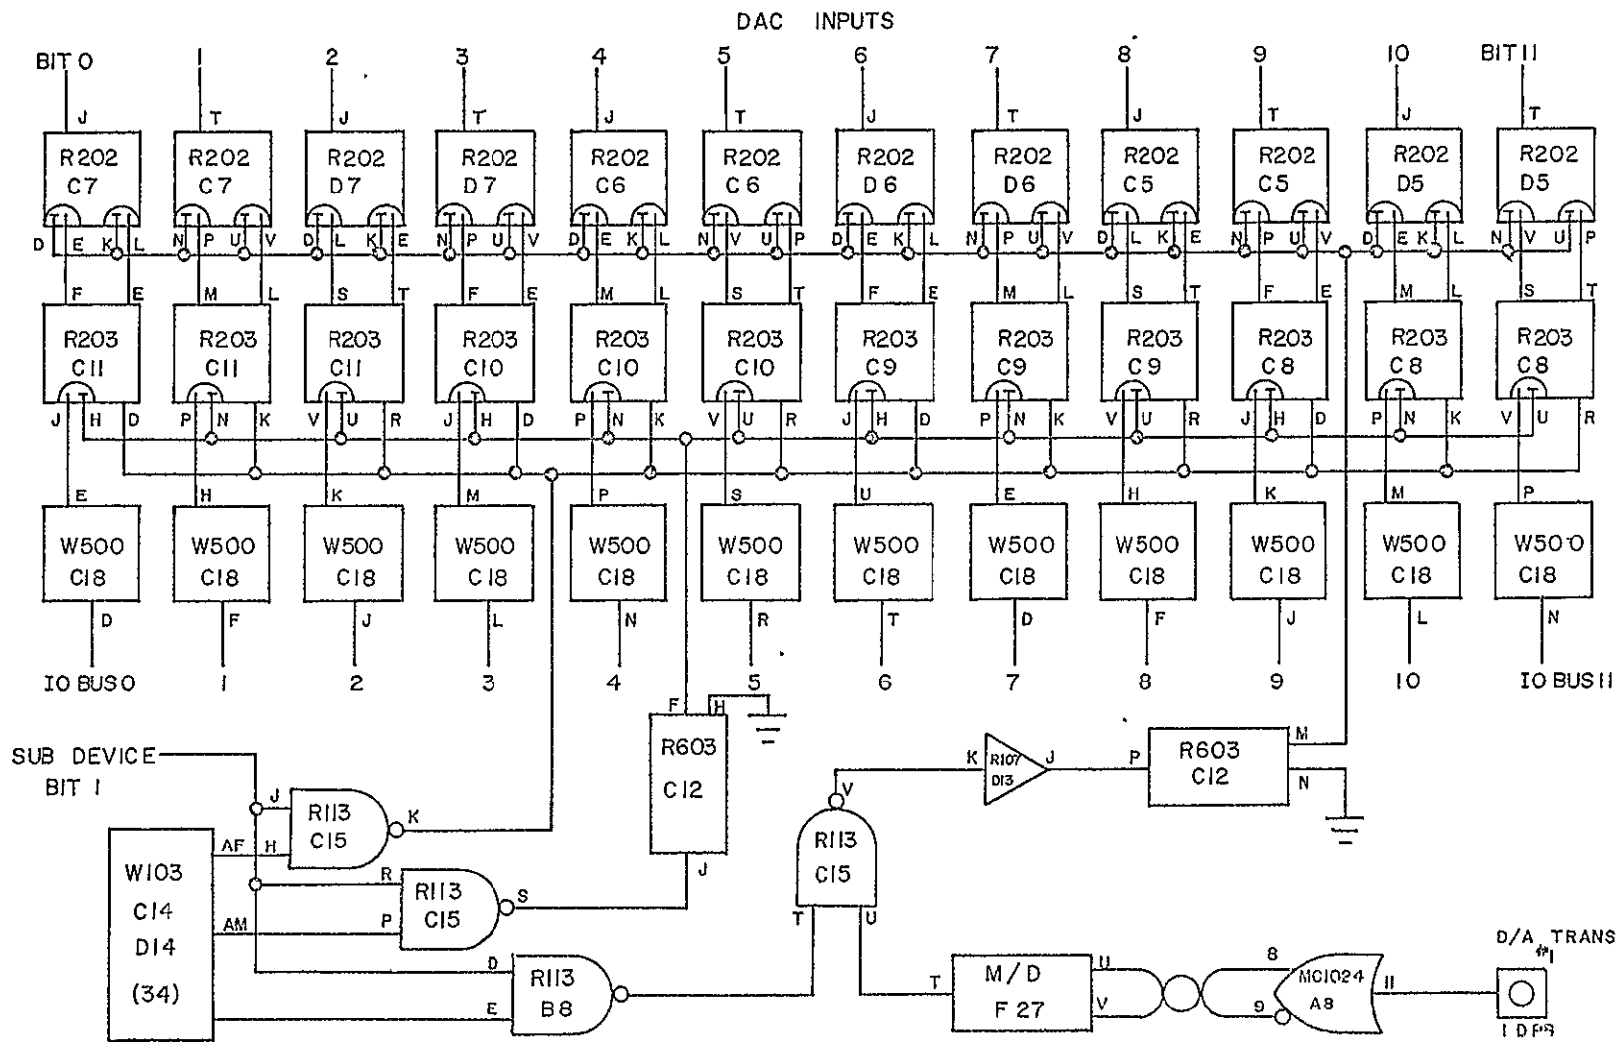 DAC INPUTS
BIT 0 1 2 3 4 5 6 7 8 9 10 BIT 11
J T J T J T J T J T J T
R202 R202 R202 R202 R202 R202 R202 R202 R202 R202 R202 R202
C7 C7 D7 D7 C6 C6 D6 D6 C5 C5 D5 D5
D E K L N P U V D L K E N P U V D E K L N V U P D E K L N P U V D L K E N P U V D E K L N V U P
F E M L S T F E M L S T F E M L S T F E M L S T
R203 R203 R203 R203 R203 R203 R203 R203 R203 R203 R203 R203
C11 C11 C11 C10 C10 C10 C9 C9 C9 C8 C8 C8
J H D P N K V U R J H D P N K V U R J H D P N K V U R J H D P N K V U R
E H K M P S U E H K M P
W500 W500 W500 W500 W500 W500 W500 W500 W500 W500 W500 W500
C18 C18 C18 C18 C18 C18 C18 C18 C18 C18 C18 C18
D F J L N R T D F J L N
IO BUS 0 1 2 3 4 5 6 7 8 9 10 IO BUS 11
F H
SUB DEVICE
BIT 1
R603
C12
J
K R107 J
D13
P R603 M
C12 N
J R113 K
AF H C15
V
R113
C15
T U
W103
C14
D14
(34)
R R113 S
AM P C15
D R113
E B8
T M/D U
F27 V
8 MC1024 11
9 A8
D/A TRANS
#1
1DP9